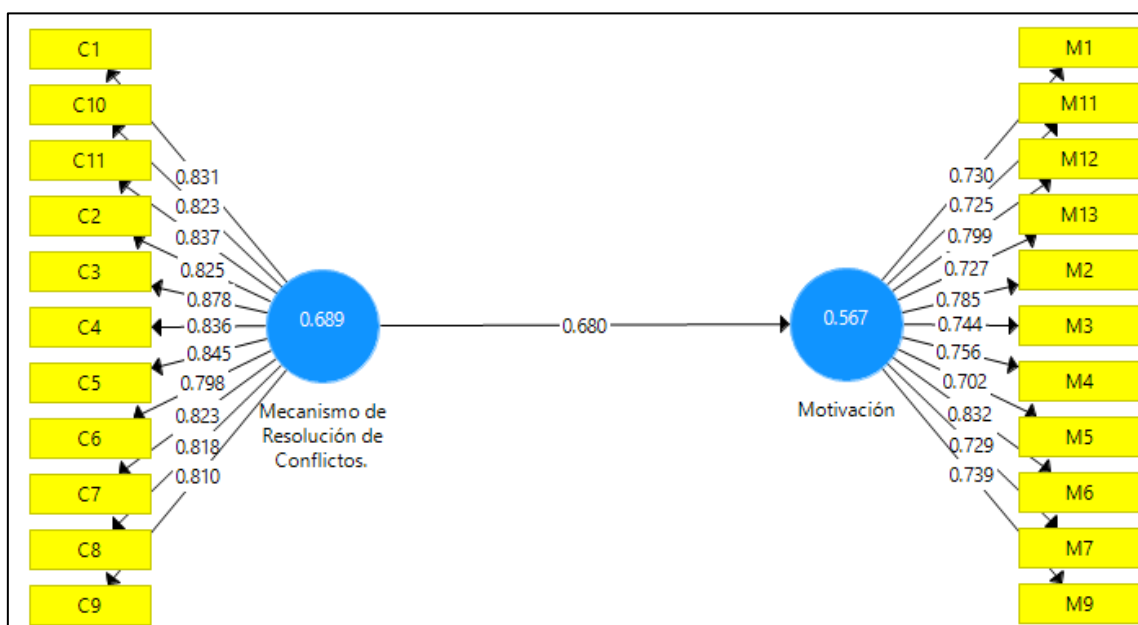 C1
C10
C11
C2
C3
C4
C5
C6
C7
C8
C9
0.831
0.823
0.837
0.825
0.878
0.836
0.845
0.798
0.823
0.818
0.810
0.689
Mecanismo de
Resolución de
Conflictos.
0.680
0.567
Motivación
0.730
0.725
0.799
0.727
0.785
0.744
0.756
0.702
0.832
0.729
0.739
M1
M11
M12
M13
M2
M3
M4
M5
M6
M7
M9